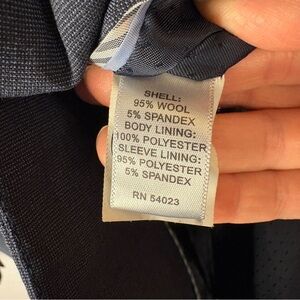 SHELL:
95% WOOL
5% SPANDEX
BODY LINING:
100% POLYESTER
SLEEVE LINING:
95% POLYESTER
5% SPANDEX
RN 54023